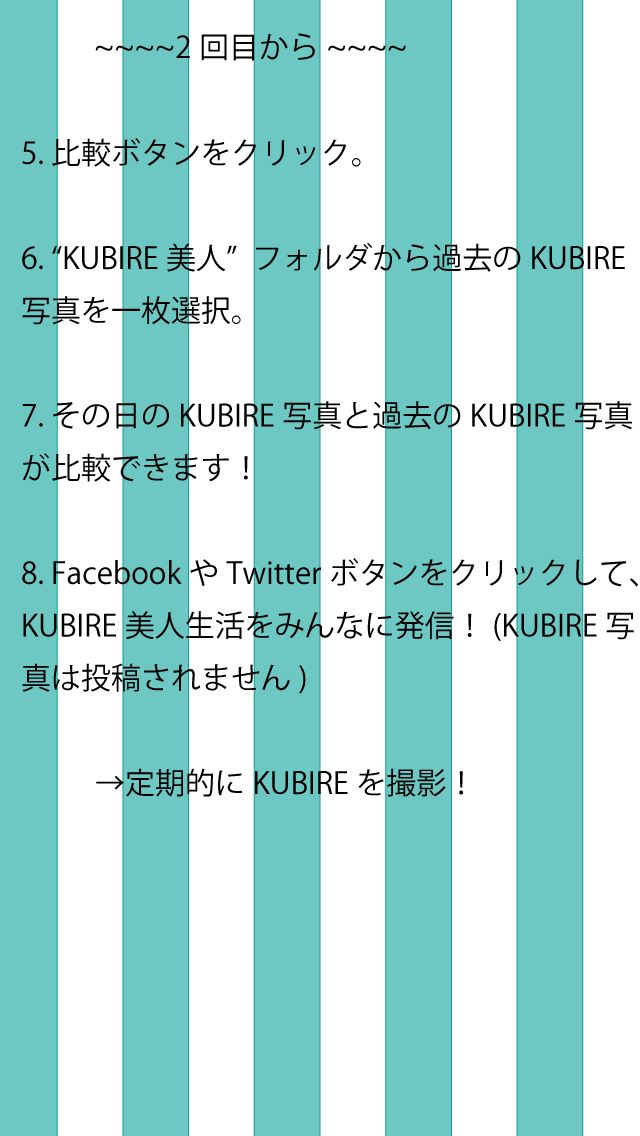 ~~~~2 回目から ~~~~
5. 比較ボタンをクリック。
6. “KUBIRE 美人” フォルダから過去の KUBIRE
写真を一枚選択。
7. その日の KUBIRE 写真と過去の KUBIRE 写真
が比較できます！
8. Facebook や Twitter ボタンをクリックして、
KUBIRE 美人生活をみんなに発信！ (KUBIRE 写
真は投稿されません )
→定期的に KUBIRE を撮影！